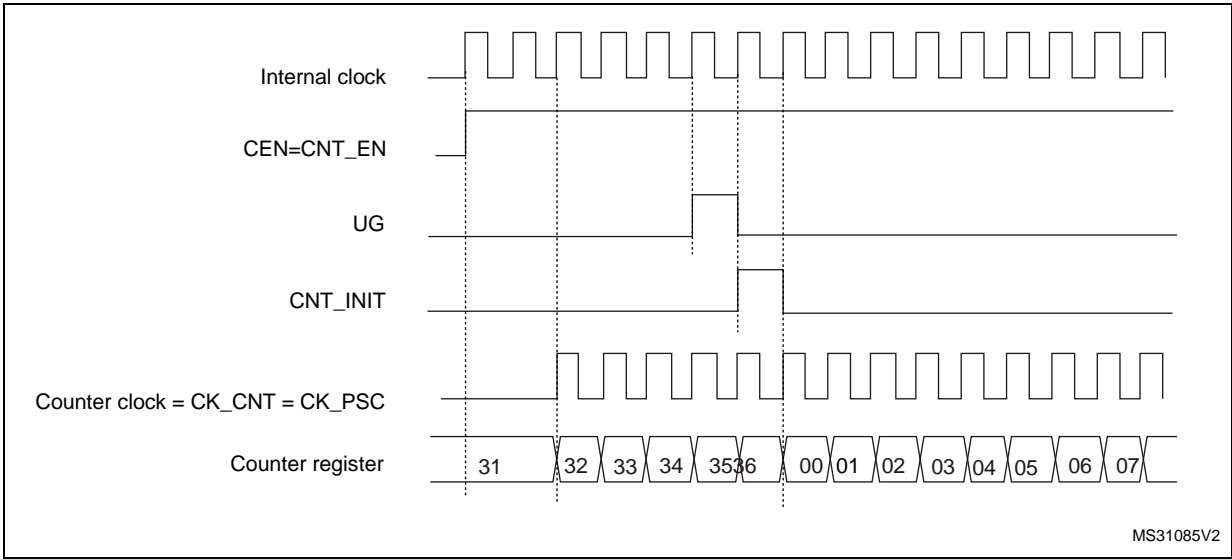 Internal clock
CEN=CNT_EN
UG
CNT_INIT
Counter clock = CK_CNT = CK_PSC
Counter register 31 32 33 34 35 36 00 01 02 03 04 05 06 07
MS31085V2